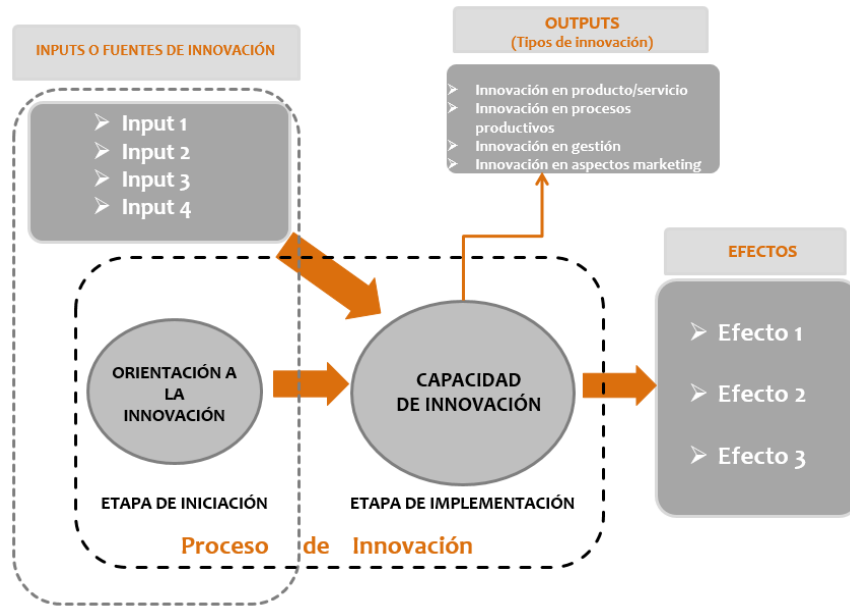 INPUTS O FUENTES DE INNOVACIÓN
➢ Input 1
➢ Input 2
➢ Input 3
➢ Input 4
OUTPUTS
(Tipos de innovación)
➢ Innovación en producto/servicio
➢ Innovación en procesos
productivos
➢ Innovación en gestión
➢ Innovación en aspectos marketing
EFECTOS
➢ Efecto 1
➢ Efecto 2
➢ Efecto 3
ORIENTACIÓN A
LA
INNOVACIÓN
CAPACIDAD
DE INNOVACIÓN
ETAPA DE INICIACIÓN
ETAPA DE IMPLEMENTACIÓN
Proceso de Innovación